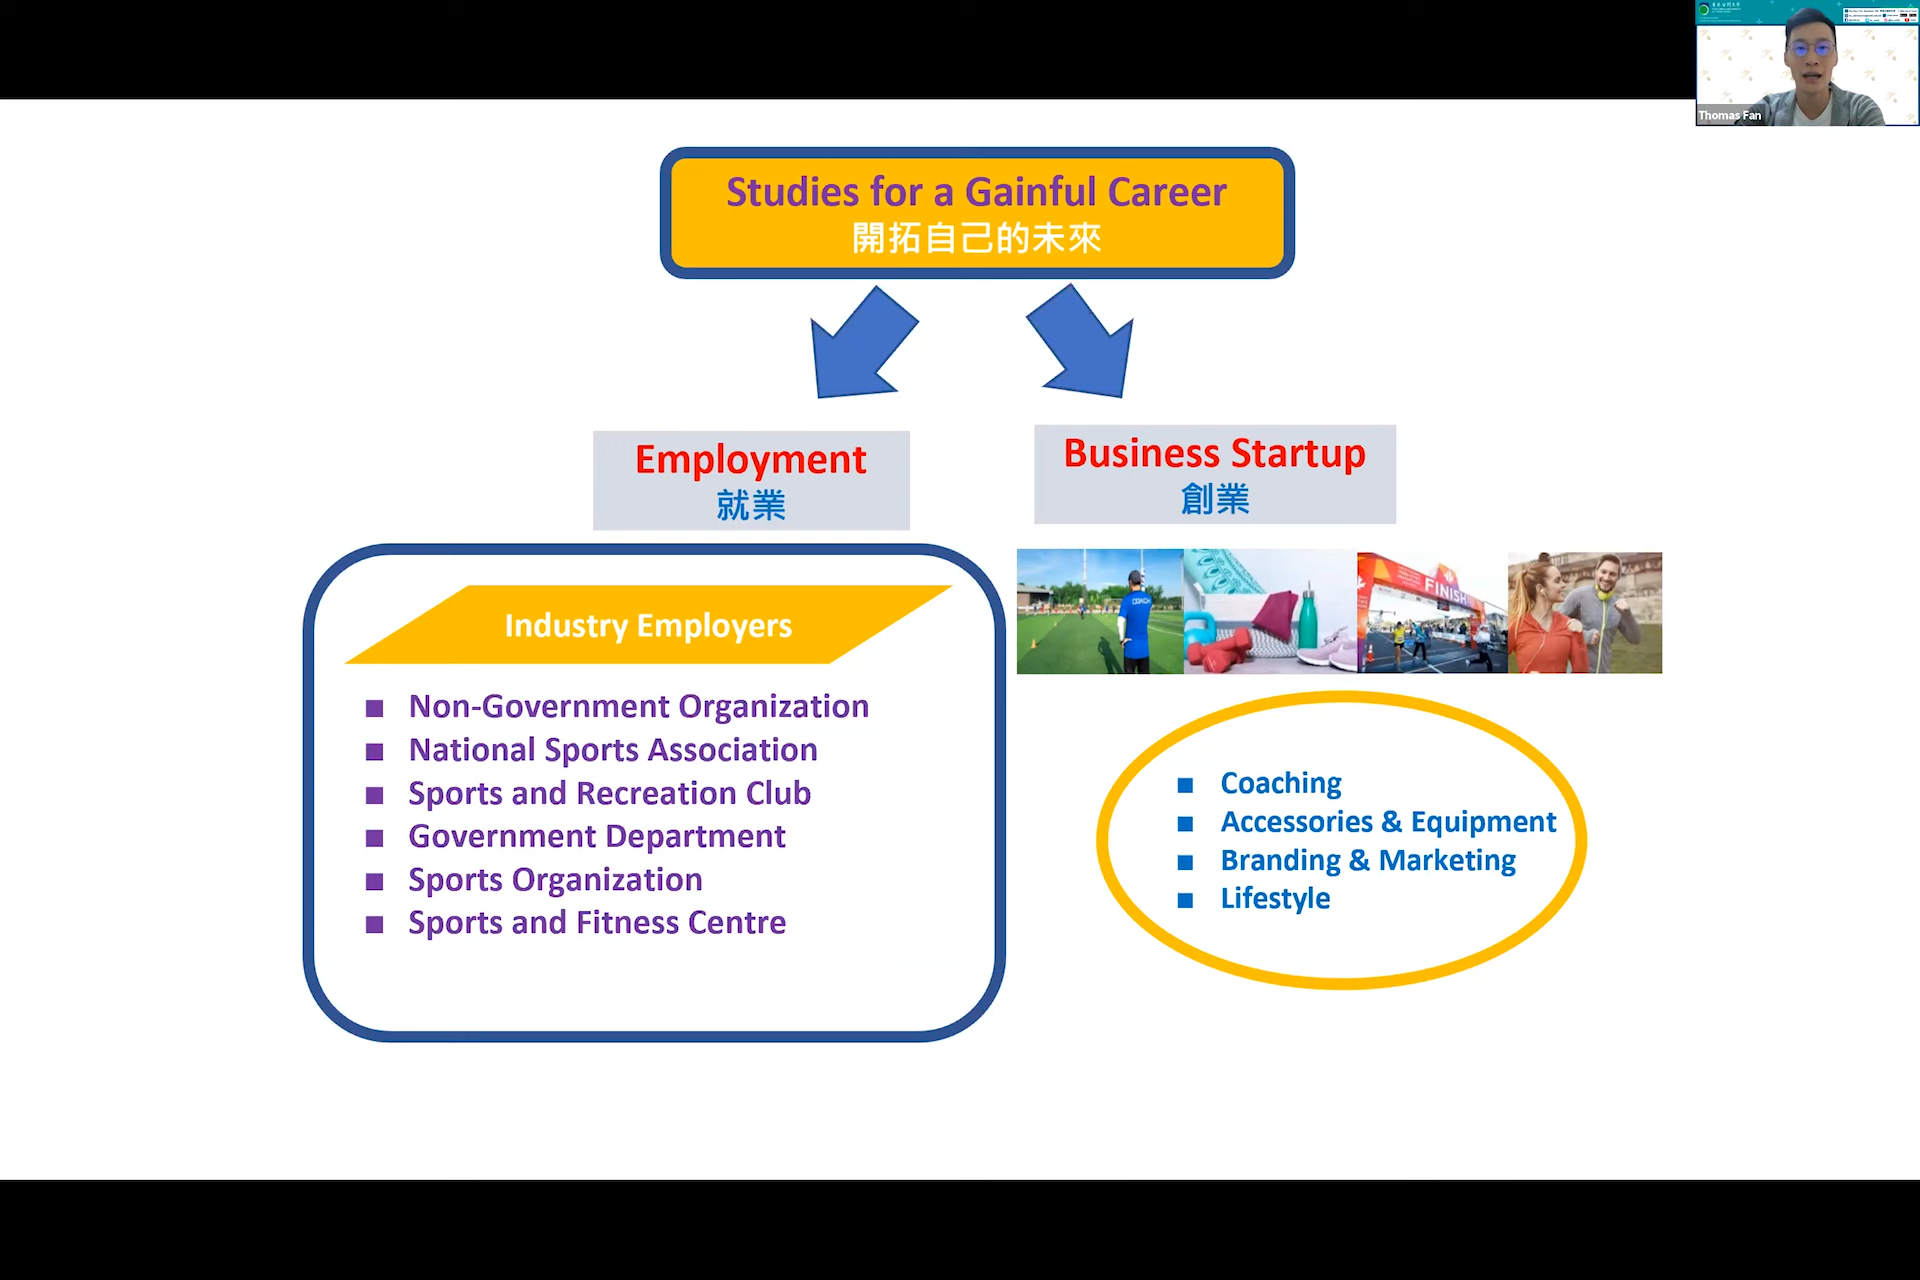 Thomas Fan
Studies for a Gainful Career
開拓自己的未來
Employment
就業
Business Startup
創業
COACH
FINISH
Industry Employers
Non-Government Organization
National Sports Association
Sports and Recreation Club
Government Department
Sports Organization
Sports and Fitness Centre
Coaching
Accessories & Equipment
Branding & Marketing
Lifestyle